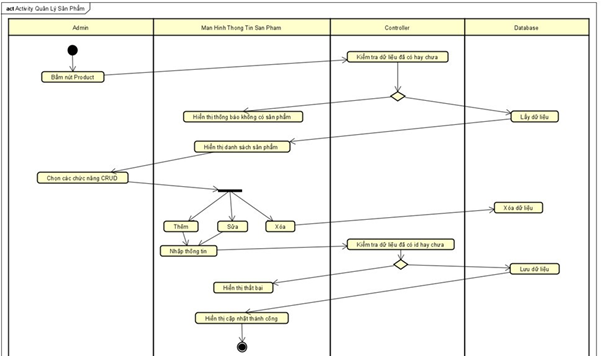 act Activity Quản Lý Sản Phẩm
Admin
Man Hinh Thong Tin San Pham
Controller
Database
Bấm nút Product
Kiểm tra dữ liệu đã có hay chưa
Hiển thị thông báo không có sản phẩm
Lấy dữ liệu
Hiển thị danh sách sản phẩm
Chọn các chức năng CRUD
Thêm
Sửa
Xóa
Xóa dữ liệu
Nhập thông tin
Kiểm tra dữ liệu đã có id hay chưa
Hiển thị thất bại
Lưu dữ liệu
Hiển thị cập nhật thành công